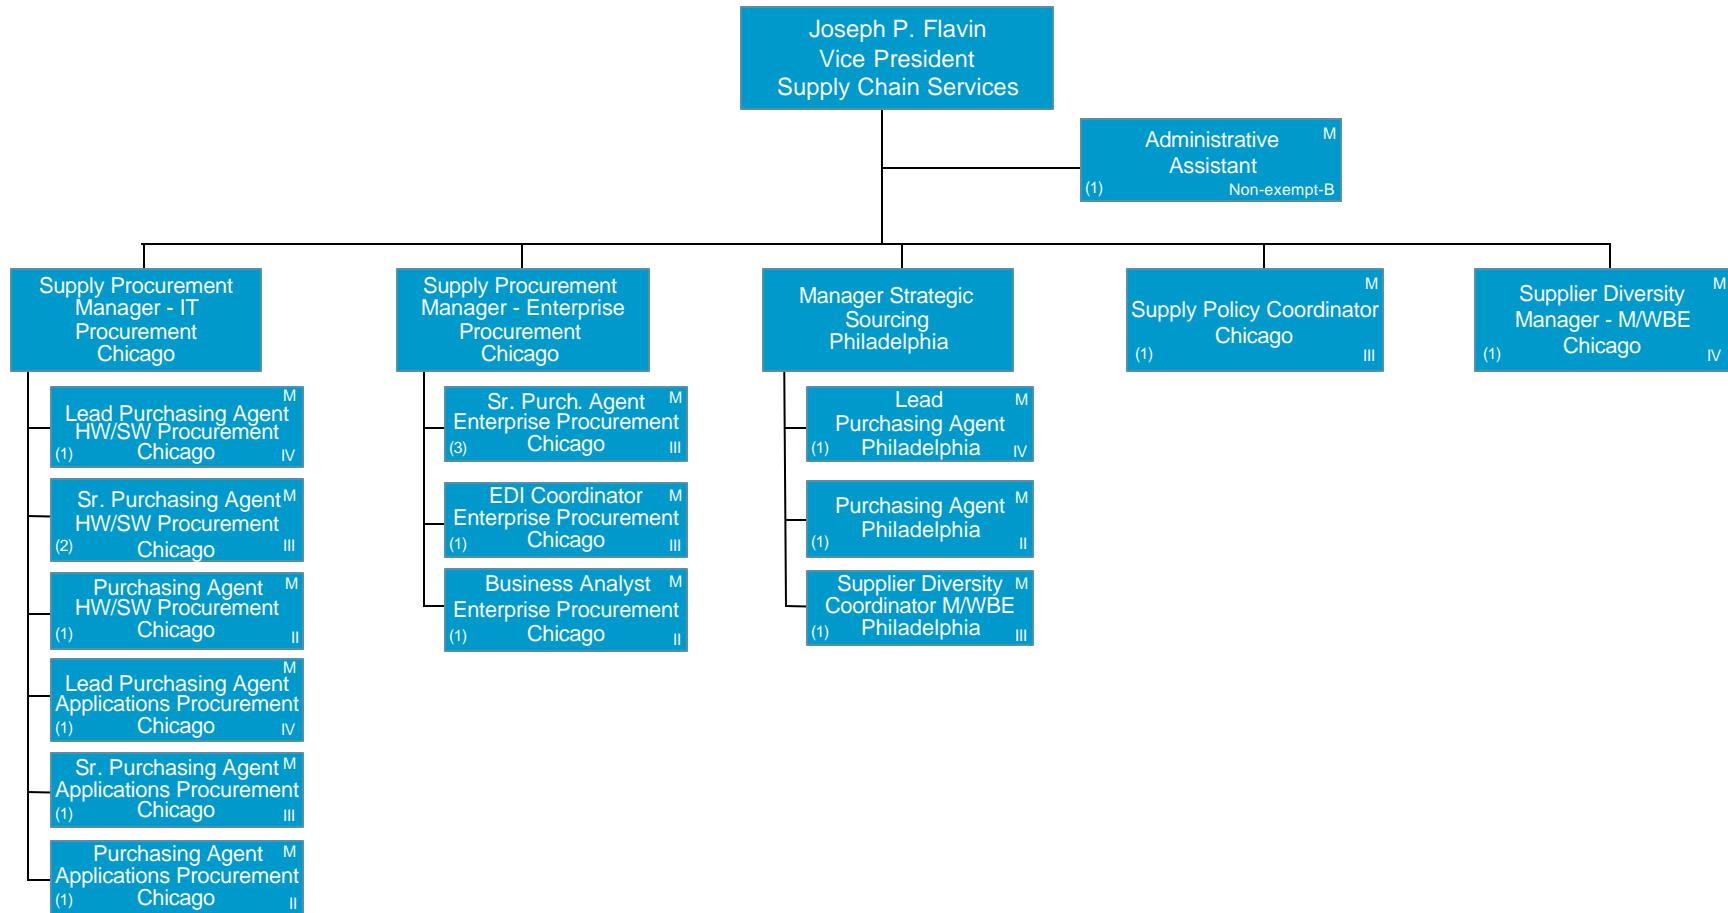 Joseph P. Flavin
Vice President
Supply Chain Services
Administrative M
Assistant
(1) Non-exempt-B
Supply Procurement
Manager - IT
Procurement
Chicago
Lead Purchasing Agent M
HW/SW Procurement
(1) Chicago IV
Sr. Purchasing Agent M
HW/SW Procurement
(2) Chicago III
Purchasing Agent M
HW/SW Procurement
(1) Chicago II
M
Lead Purchasing Agent
Applications Procurement
(1) Chicago IV
Sr. Purchasing Agent M
Applications Procurement
(1) Chicago III
Purchasing Agent M
Applications Procurement
(1) Chicago II
Supply Procurement
Manager - Enterprise
Procurement
Chicago
Sr. Purch. Agent M
Enterprise Procurement
(3) Chicago III
EDI Coordinator M
Enterprise Procurement
(1) Chicago III
Business Analyst M
Enterprise Procurement
(1) Chicago II
Manager Strategic
Sourcing
Philadelphia
Lead M
Purchasing Agent
(1) Philadelphia IV
Purchasing Agent M
Philadelphia
(1) II
Supplier Diversity M
Coordinator M/WBE
(1) Philadelphia III
M
Supply Policy Coordinator
Chicago
(1) III
M
Supplier Diversity
Manager - M/WBE
(1) Chicago IV